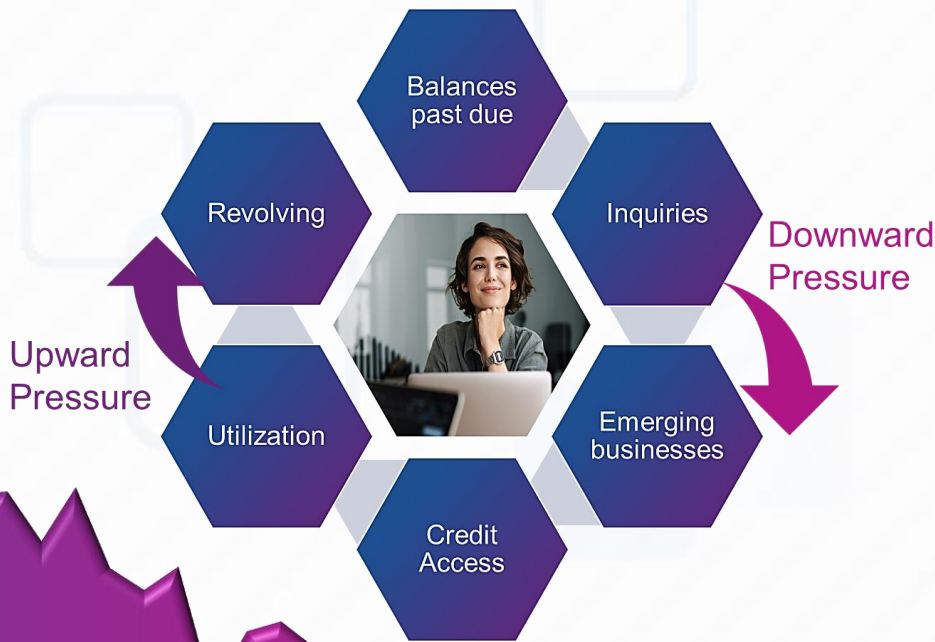 Balances
past due
Revolving
Inquiries
Downward
Pressure
Upward
Pressure
Utilization
Emerging
businesses
Credit
Access